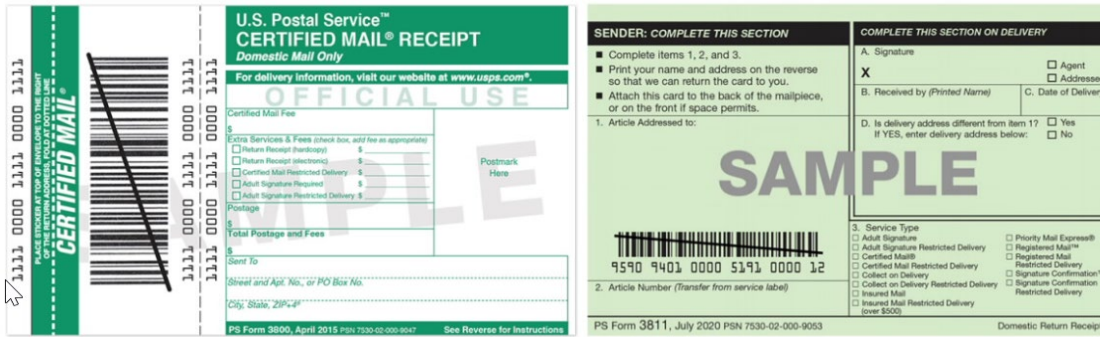 1111 0000 1111 0000 1111
PLACE STICKER AT TOP OF ENVELOPE TO THE RIGHT
OF THE RETURN ADDRESS, FOLD AT DOTTED LINE
CERTIFIED MAIL®
1111 0000 1111 0000 1111
1111 0000 1111 0000 1111
U.S. Postal Service™
CERTIFIED MAIL® RECEIPT
Domestic Mail Only
For delivery information, visit our website at www.usps.com®.
OFFICIAL USE
Certified Mail Fee
$
Extra Services & Fees (check box, add fee as appropriate)
Return Receipt (hardcopy) $
Return Receipt (electronic) $
Certified Mail Restricted Delivery $
Adult Signature Required $
Adult Signature Restricted Delivery $
Postmark
Here
Postage
$
Total Postage and Fees
$
Sent To
Street and Apt. No., or PO Box No.
City, State, ZIP+4®
PS Form 3800, April 2015 PSN 7530-02-000-9047 See Reverse for Instructions
SAMPLE
SENDER: COMPLETE THIS SECTION
■ Complete items 1, 2, and 3.
■ Print your name and address on the reverse
so that we can return the card to you.
■ Attach this card to the back of the mailpiece,
or on the front if space permits.
1. Article Addressed to:
9590 9401 0000 5191 0000 12
2. Article Number (Transfer from service label)
COMPLETE THIS SECTION ON DELIVERY
A. Signature
X
Agent
Addresse
B. Received by (Printed Name)
C. Date of Deliver
D. Is delivery address different from item 1? Yes
If YES, enter delivery address below: No
SAMPLE
3. Service Type
Adult Signature
Adult Signature Restricted Delivery
Certified Mail®
Certified Mail Restricted Delivery
Collect on Delivery
Collect on Delivery Restricted Delivery
Insured Mail
Insured Mail Restricted Delivery
(over $500)
Priority Mail Express®
Registered Mail™
Registered Mail
Restricted Delivery
Signature Confirmation
Signature Confirmation
Restricted Delivery
PS Form 3811, July 2020 PSN 7530-02-000-9053
Domestic Return Receip